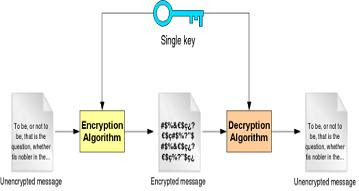 Single key
To be, or not to
be, that is the
question, whether
tis nobler in the...
Unencrypted message
Encryption
Algorithm
#$%&€$ç¿?
€$ç#$%?¨$
#$%&€$ç¿?
€$ç%?¨$ç¿
Encrypted message
Decryption
Algorithm
To be, or not to
be, that is the
question, whether
tis nobler in the...
Unencrypted message